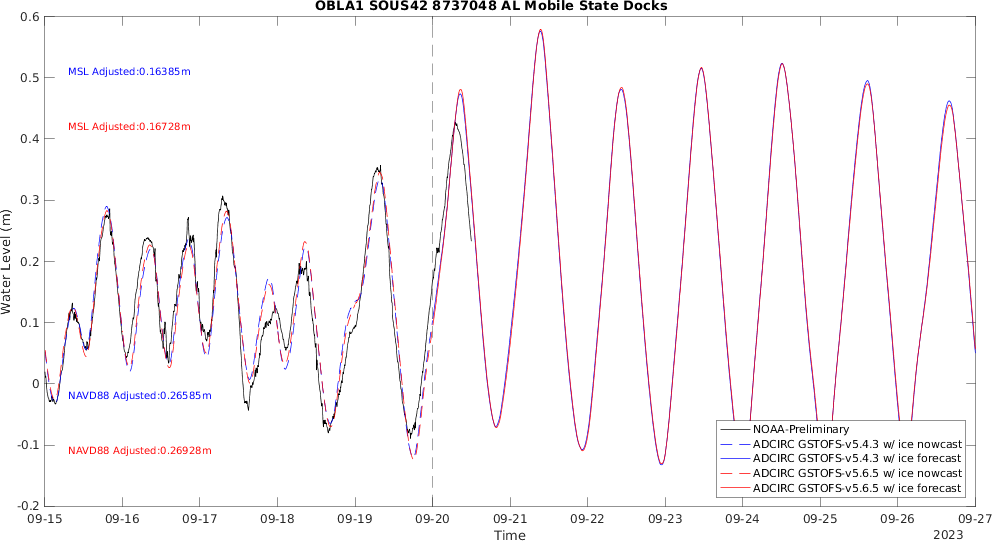 OBLA1 SOUS42 8737048 AL Mobile State Docks
0.6
0.5
0.4
0.3
0.2
0.1
0
-0.1
-0.2
Water Level (m)
MSL Adjusted:0.16385m
MSL Adjusted:0.16728m
NAVD88 Adjusted:0.26585m
NAVD88 Adjusted:0.26928m
NOAA-Preliminary
ADCIRC GSTOFS-v5.4.3 w/ ice nowcast
ADCIRC GSTOFS-v5.4.3 w/ ice forecast
ADCIRC GSTOFS-v5.6.5 w/ ice nowcast
ADCIRC GSTOFS-v5.6.5 w/ ice forecast
09-15 09-16 09-17 09-18 09-19 09-20 09-21 09-22 09-23 09-24 09-25 09-26 09-27
2023
Time